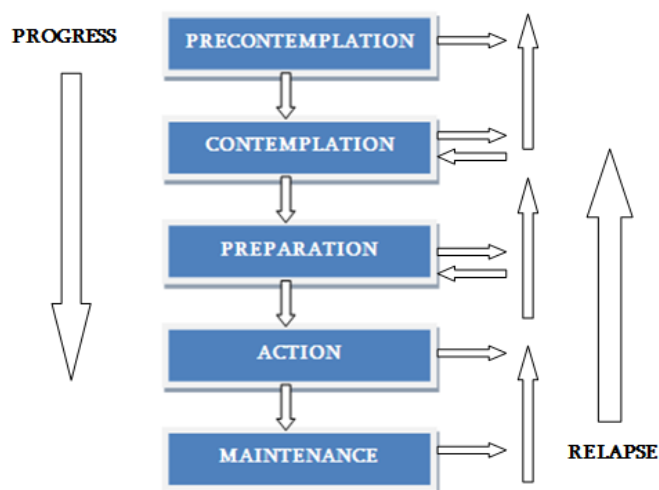 PROGRESS
PRECONTEMPLATION
CONTEMPLATION
PREPARATION
ACTION
MAINTENANCE
RELAPSE